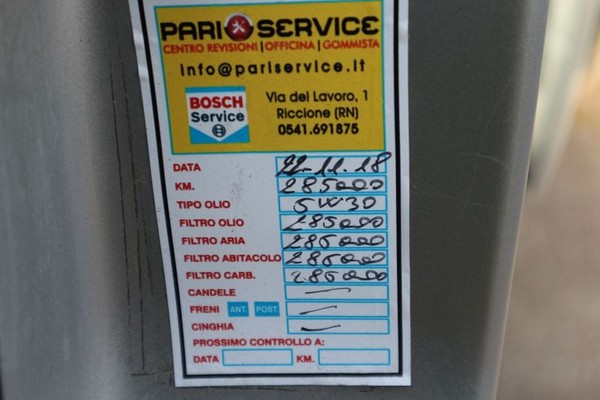 PARI SERVICE
CENTRO REVISIONI | OFFICINA | GOMMISTA
info@pariservice.it
BOSCH
Service
Via del Lavoro, 1
Riccione (RN)
0541.691875
DATA 22-11-18
KM. 285000
TIPO OLIO 5W30
FILTRO OLIO 285000
FILTRO ARIA 285000
FILTRO ABITACOLO 285000
FILTRO CARB. 285000
CANDELE —
FRENI ANT. POST. —
CINGHIA —
PROSSIMO CONTROLLO A:
DATA KM.